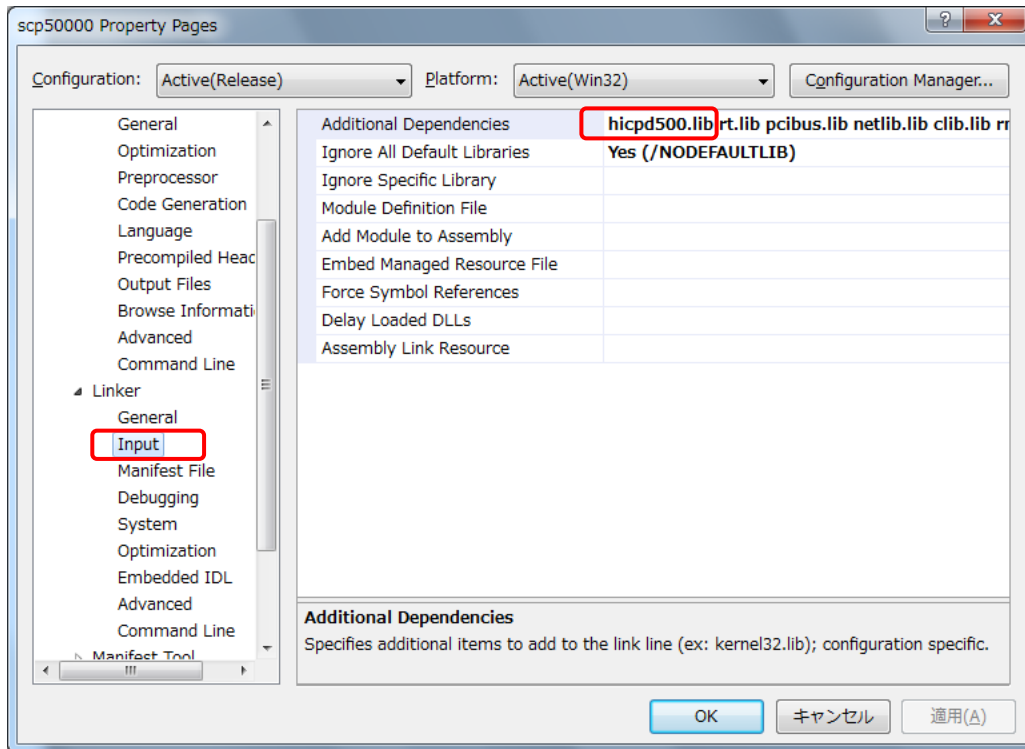 scp50000 Property Pages
Configuration: Active(Release) Platform: Active(Win32) Configuration Manager...
General
Optimization
Preprocessor
Code Generation
Language
Precompiled Head
Output Files
Browse Informati
Advanced
Command Line
Linker
General
Input
Manifest File
Debugging
System
Optimization
Embedded IDL
Advanced
Command Line
Manifest Tool
Additional Dependencies hicpd500.lib rt.lib pcibus.lib netlib.lib clib.lib
Ignore All Default Libraries Yes (/NODEFAULTLIB)
Ignore Specific Library
Module Definition File
Add Module to Assembly
Embed Managed Resource File
Force Symbol References
Delay Loaded DLLs
Assembly Link Resource
Additional Dependencies
Specifies additional items to add to the link line (ex: kernel32.lib); configuration specific.
OK キャンセル 適用(A)